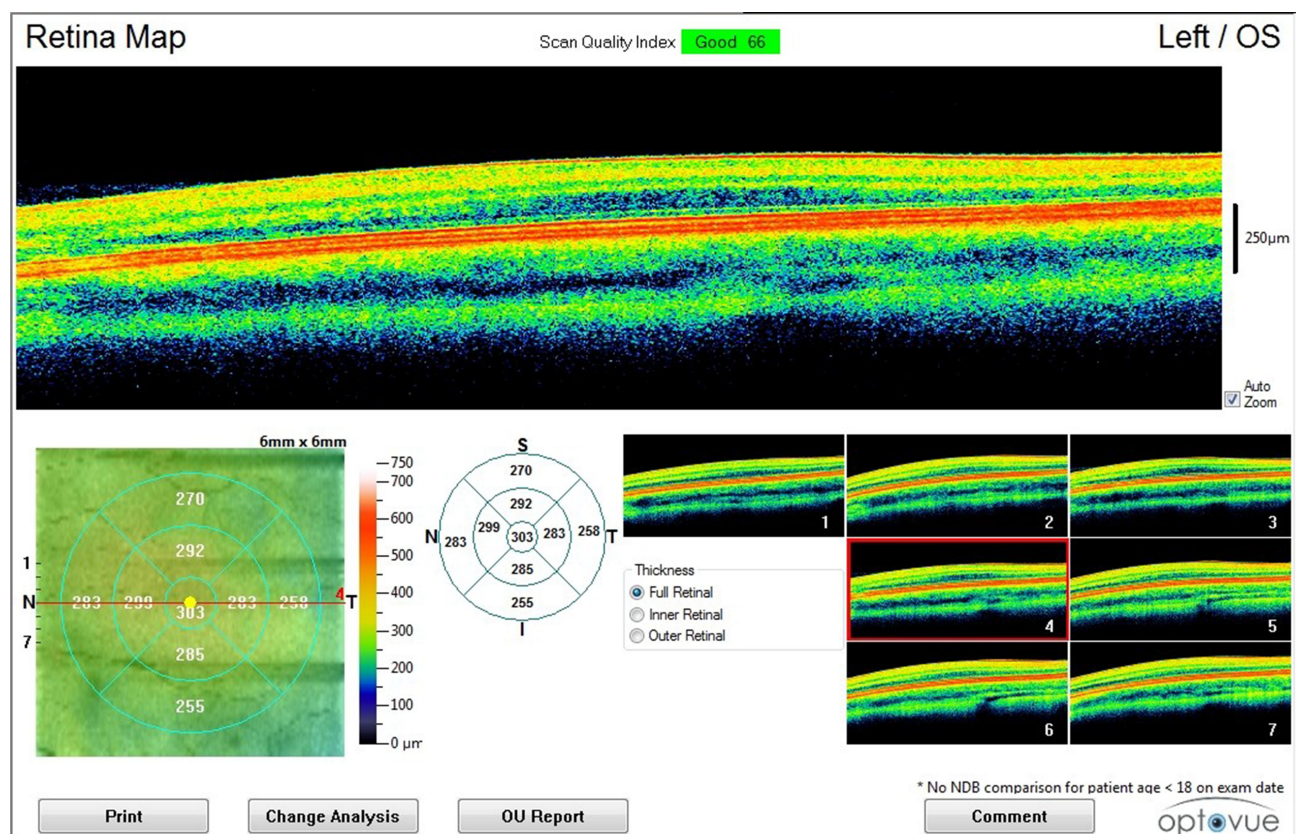 Retina Map
Scan Quality Index Good 66
Left / OS
250µm
Auto
Zoom
6mm x 6mm
270
292
283 299 303 283 258
285
255
1
N
7
4
T
750
700
600
500
400
300
200
100
0 µm
S
270
292
N 283 299 303 283 258 T
285
255
I
1
2
3
4
5
6
7
Thickness
Full Retinal
Inner Retinal
Outer Retinal
* No NDB comparison for patient age < 18 on exam date
Print
Change Analysis
OU Report
Comment
optovue